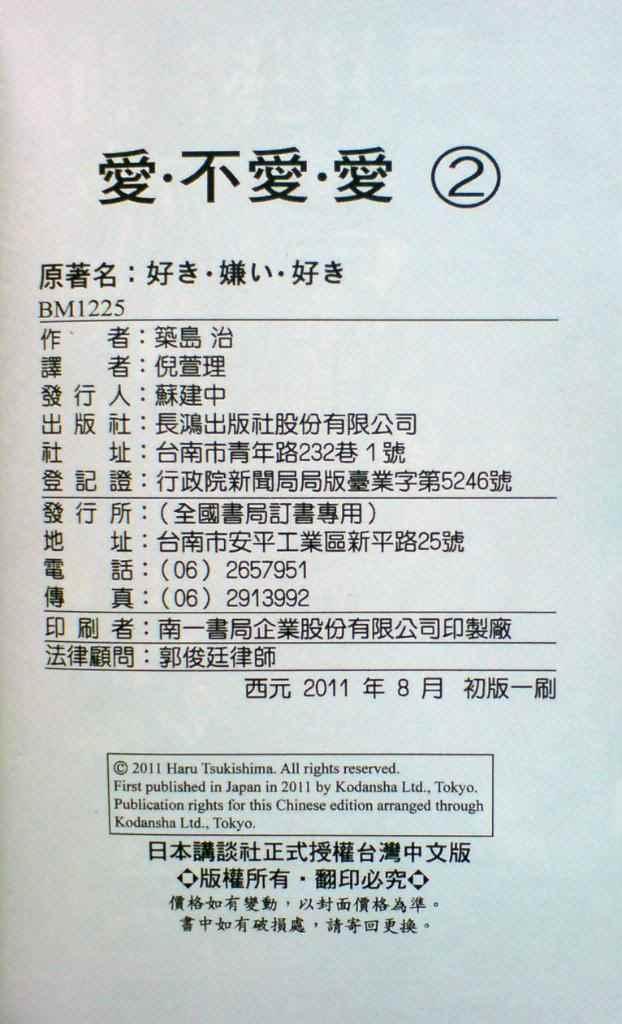 愛·不愛·愛 ②
原著名：好き·嫌い·好き
BM1225
作者：築島 治
譯者：倪萱理
發行人：蘇建中
出版社：長鴻出版社股份有限公司
社址：台南市青年路232巷1號
登記證：行政院新聞局局版臺業字第5246號
發行所：（全國書局訂書專用）
地址：台南市安平工業區新平路25號
電話：（06）2657951
傳真：（06）2913992
印刷者：南一書局企業股份有限公司印製廠
法律顧問：郭俊廷律師
西元 2011 年 8 月 初版一刷
© 2011 Haru Tsukishima. All rights reserved.
First published in Japan in 2011 by Kodansha Ltd., Tokyo.
Publication rights for this Chinese edition arranged through
Kodansha Ltd., Tokyo.
日本講談社正式授權台灣中文版
◇版權所有·翻印必究◇
價格如有變動，以封面價格為準。
書中如有破損處，請寄回更換。